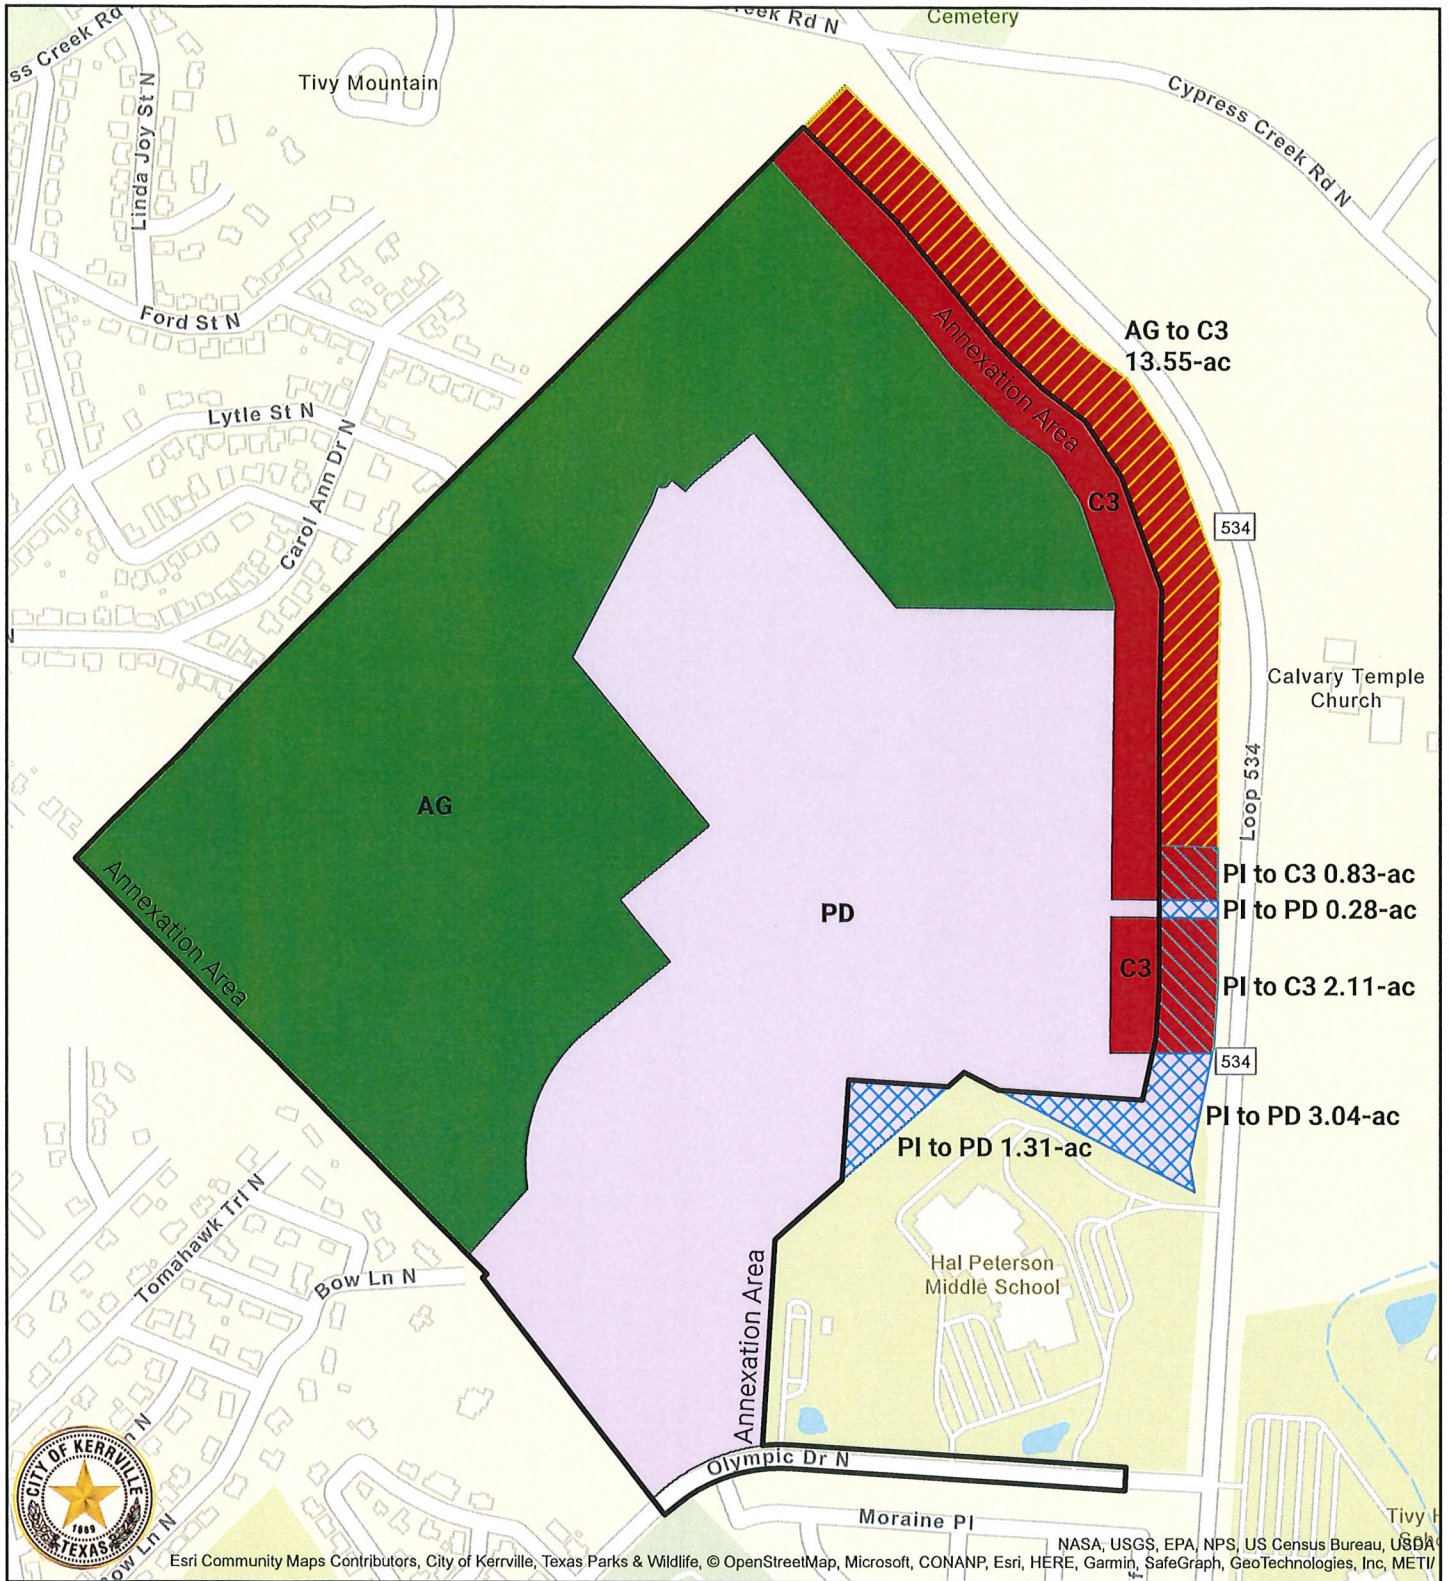 Cemetery
eek Rd N
ss Creek Rd
Linda Joy St N
Tivy Mountain
Cypress Creek Rd N
Ford St N
AG to C3
13.55-ac
Annexation Area
Lytle St N
Carol Ann Dr N
C3
534
N
Calvary Temple
Church
Loop 534
AG
Annexation Area
PD
PI to C3 0.83-ac
PI to PD 0.28-ac
C3
PI to C3 2.11-ac
534
PI to PD 3.04-ac
PI to PD 1.31-ac
Tomahawk Trl N
Bow Ln N
Hal Peterson
Middle School
Annexation Area
Olympic Dr N
Moraine Pl
n N
ow Ln N
CITY OF KERRVILLE
1889
TEXAS
Tivy H
Scho
NASA, USGS, EPA, NPS, US Census Bureau, USDA
Esri Community Maps Contributors, City of Kerrville, Texas Parks & Wildlife, © OpenStreetMap, Microsoft, CONANP, Esri, HERE, Garmin, SafeGraph, GeoTechnologies, Inc, METI/